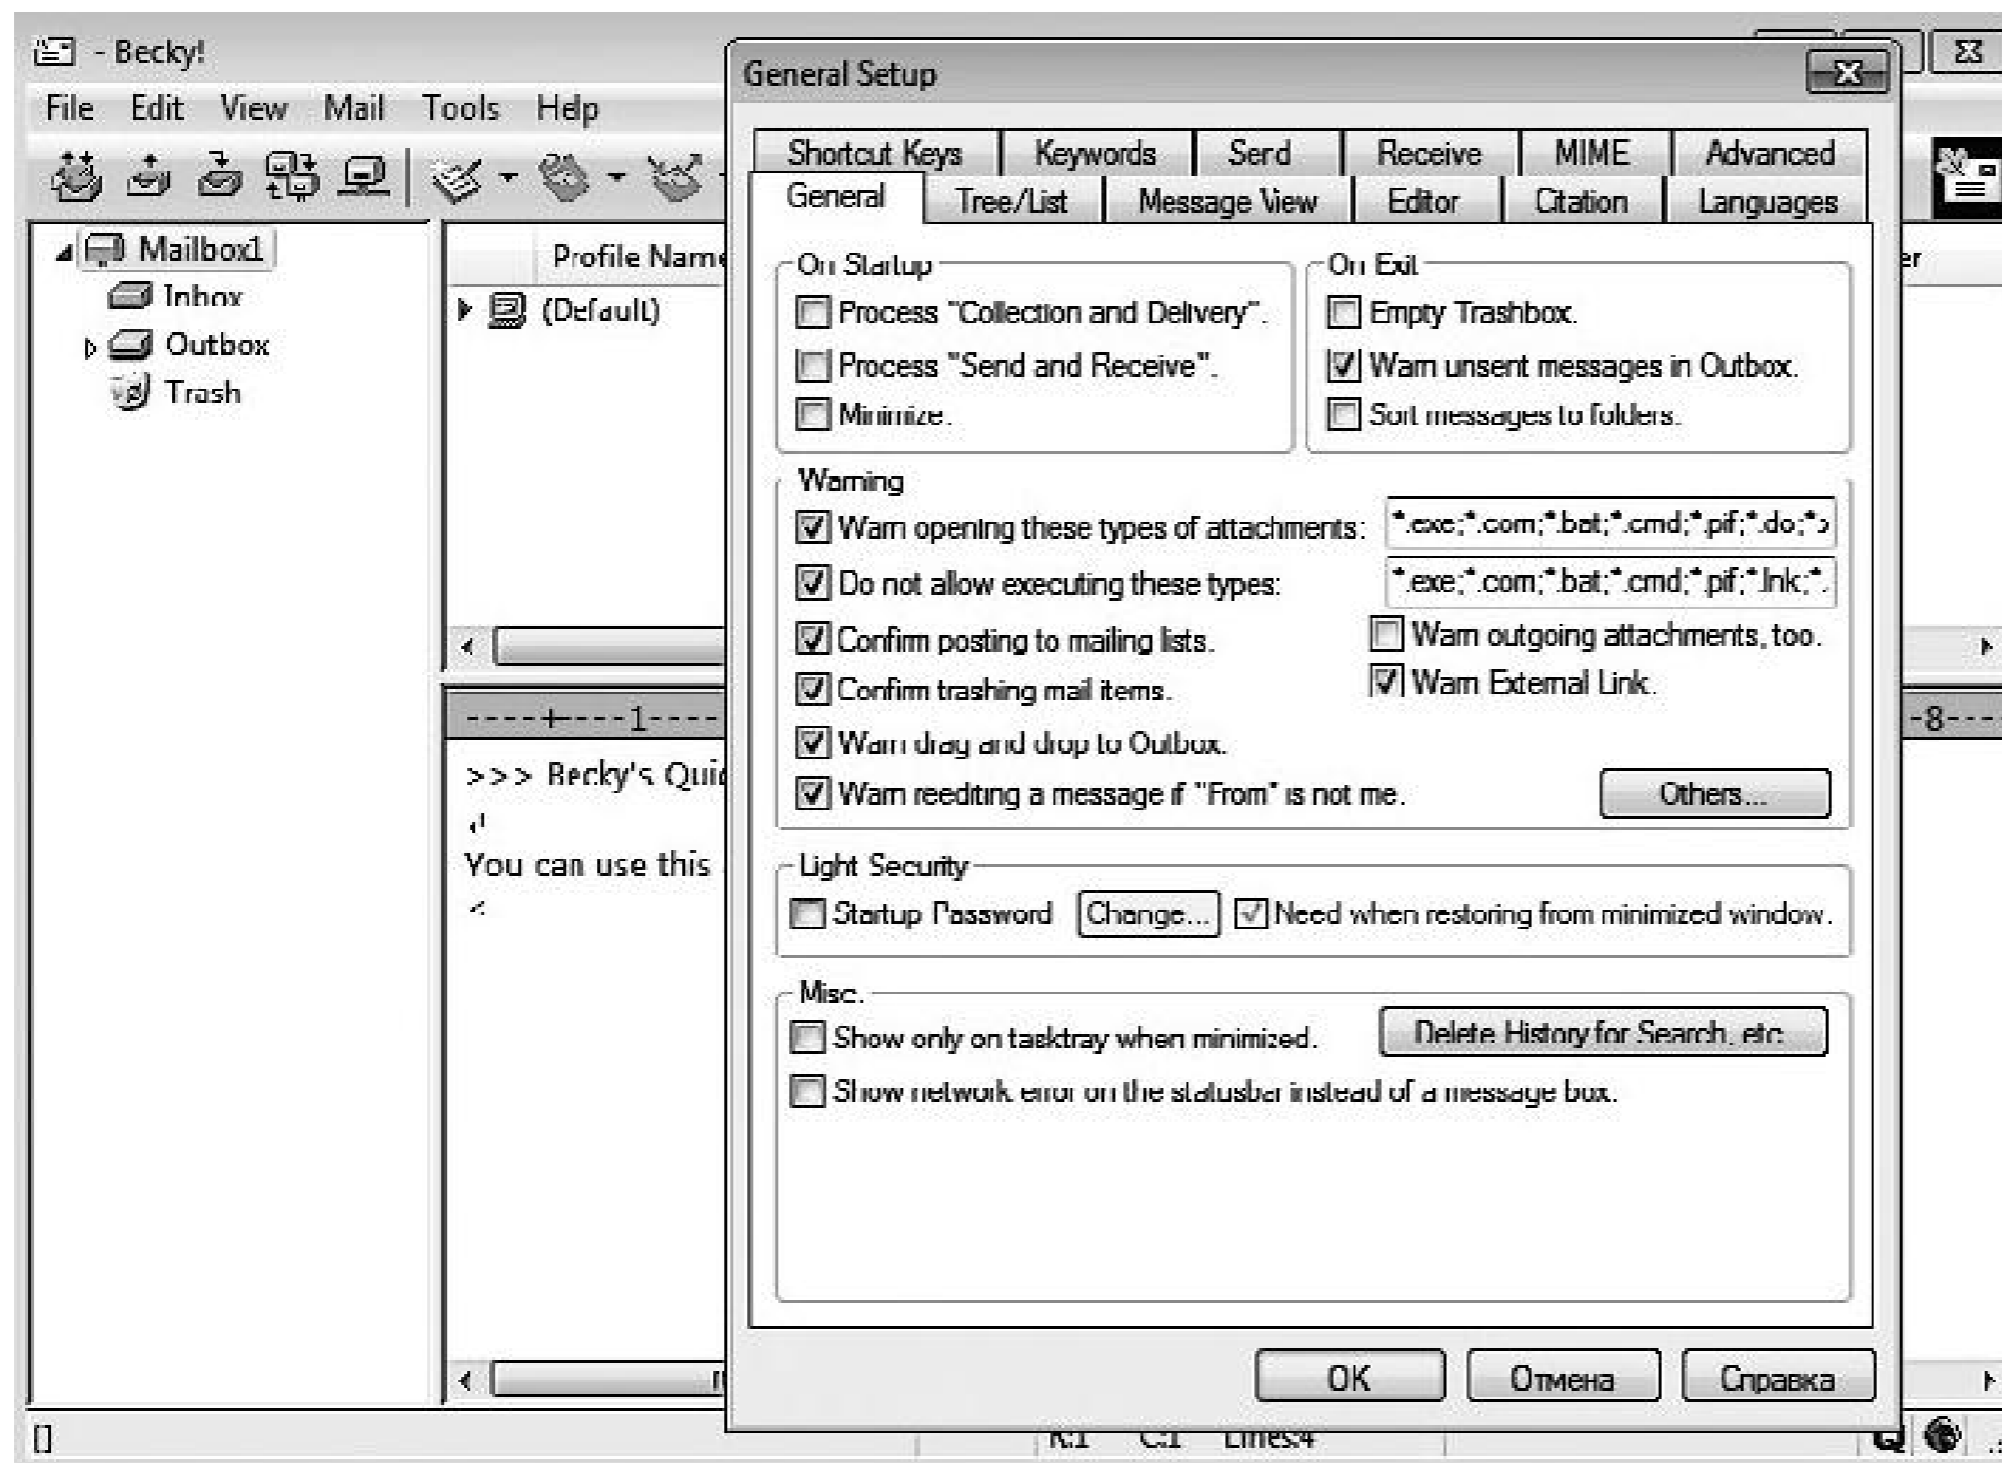 - Becky!
File Edit View Mail Tools Help
Mailbox1
Inbox
Outbox
Trash
Profile Name
(Default)
er
----+----1----
-8----
>>> Becky's Quic
You can use this
General Setup
Shortcut Keys Keywords Send Receive MIME Advanced
General Tree/List Message View Editor Citation Languages
On Startup
Process "Collection and Delivery".
Process "Send and Receive".
Minimize.
On Exit
Empty Trashbox.
Warn unsent messages in Outbox.
Sort messages to folders.
Warning
Warn opening these types of attachments: *.exe;*.com;*.bat;*.cmd;*.pif;*.do;*.
Do not allow executing these types: *.exe;*.com;*.bat;*.cmd;*.pif;*.lnk;*.
Confirm posting to mailing lists. Warn outgoing attachments, too.
Confirm trashing mail items. Warn External Link.
Warn drag and drop to Outbox.
Warn reediting a message if "From" is not me. Others...
Light Security
Startup Password Change... Need when restoring from minimized window.
Misc.
Show only on tasktray when minimized. Delete History for Search, etc
Show network error on the statusbar instead of a message box.
OK Отмена Справка
[]
R:1 C:1 Lines:4